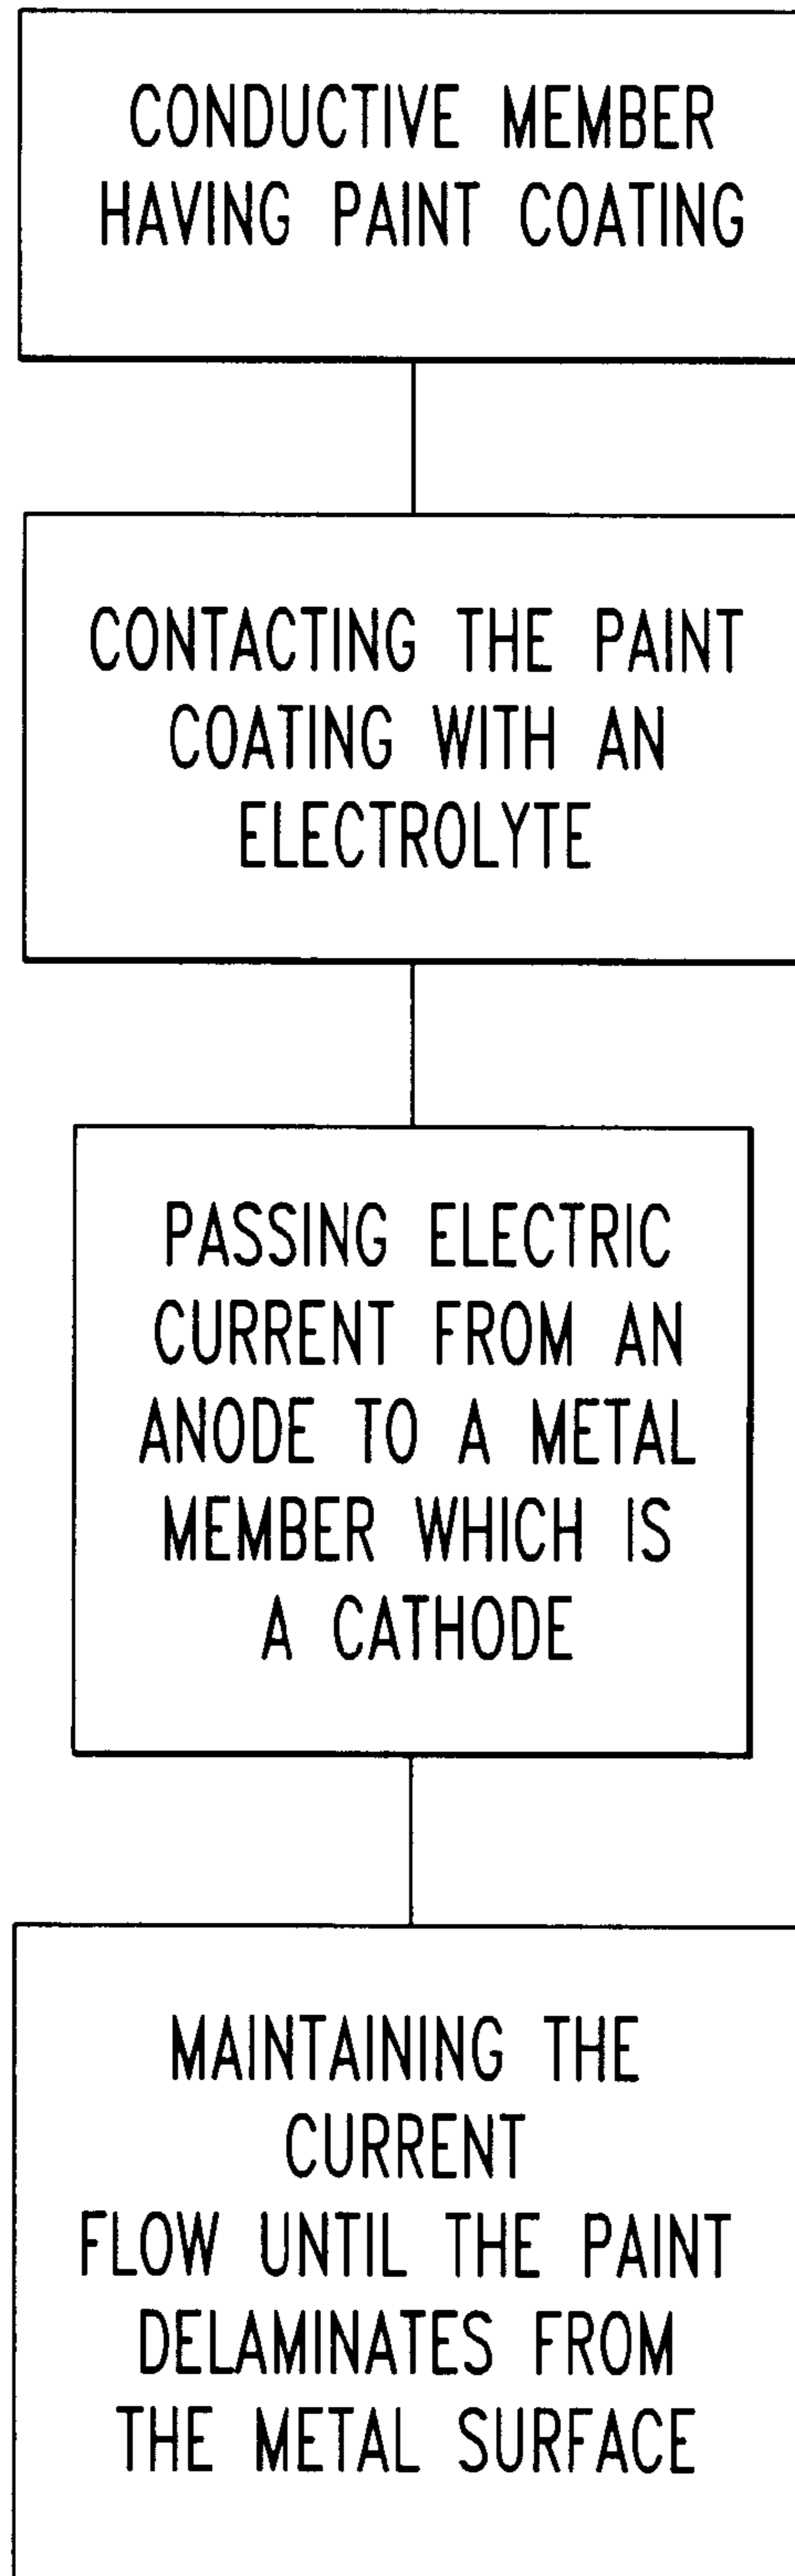 CONDUCTIVE MEMBER
HAVING PAINT COATING
CONTACTING THE PAINT
COATING WITH AN
ELECTROLYTE
PASSING ELECTRIC
CURRENT FROM AN
ANODE TO A METAL
MEMBER WHICH IS
A CATHODE
MAINTAINING THE
CURRENT
FLOW UNTIL THE PAINT
DELAMINATES FROM
THE METAL SURFACE